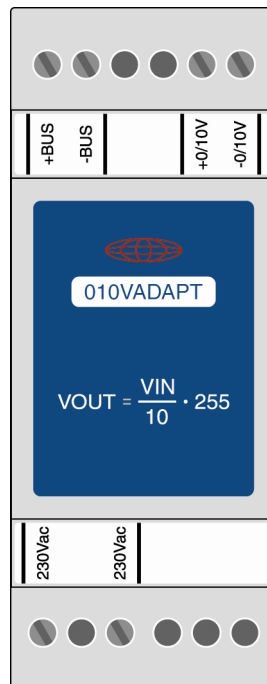 +BUS
-BUS
+0/10V
-0/10V
010VADAPT
VOUT = VIN/10 · 255
230Vac
230Vac